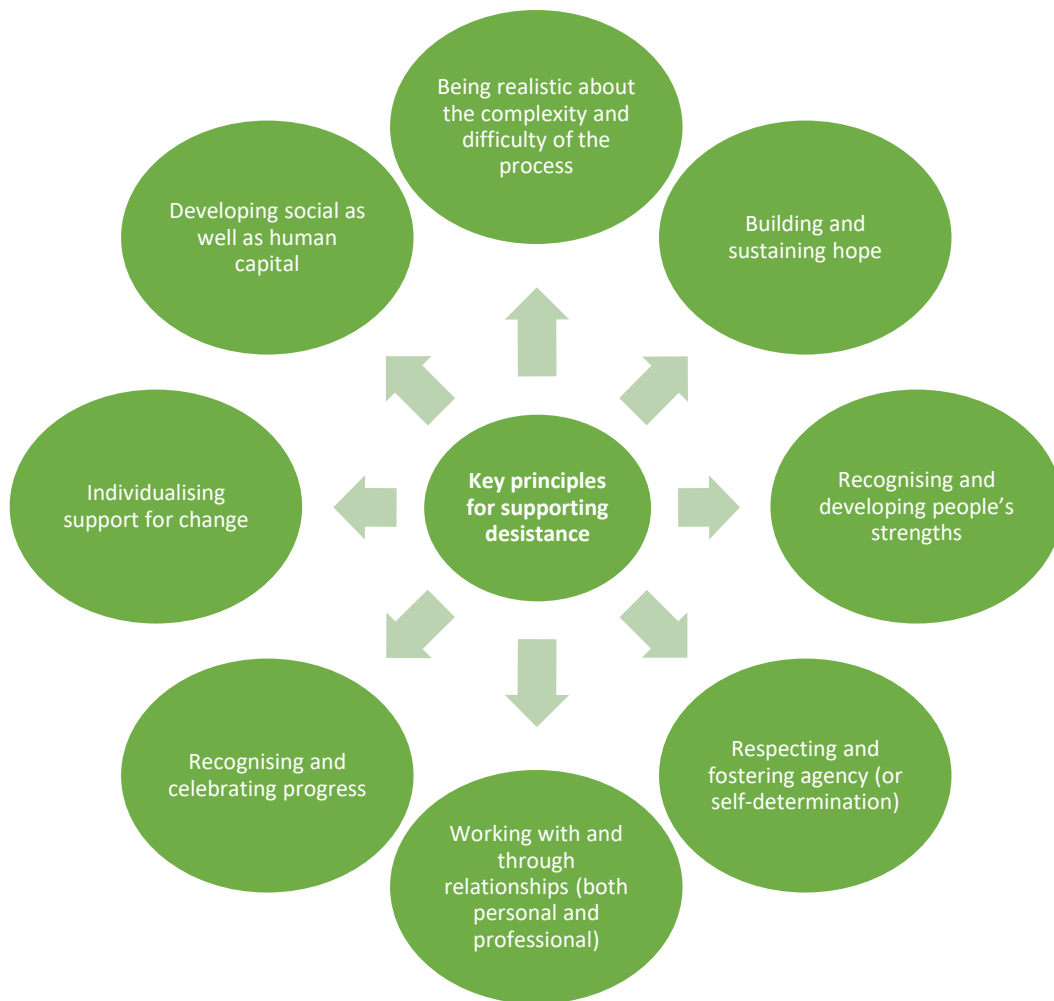 Being realistic about
the complexity and
difficulty of the
process
Building and
sustaining hope
Recognising and
developing people’s
strengths
Respecting and
fostering agency (or
self-determination)
Working with and
through
relationships (both
personal and
professional)
Recognising and
celebrating progress
Individualising
support for change
Developing social as
well as human
capital
Key principles
for supporting
desistance